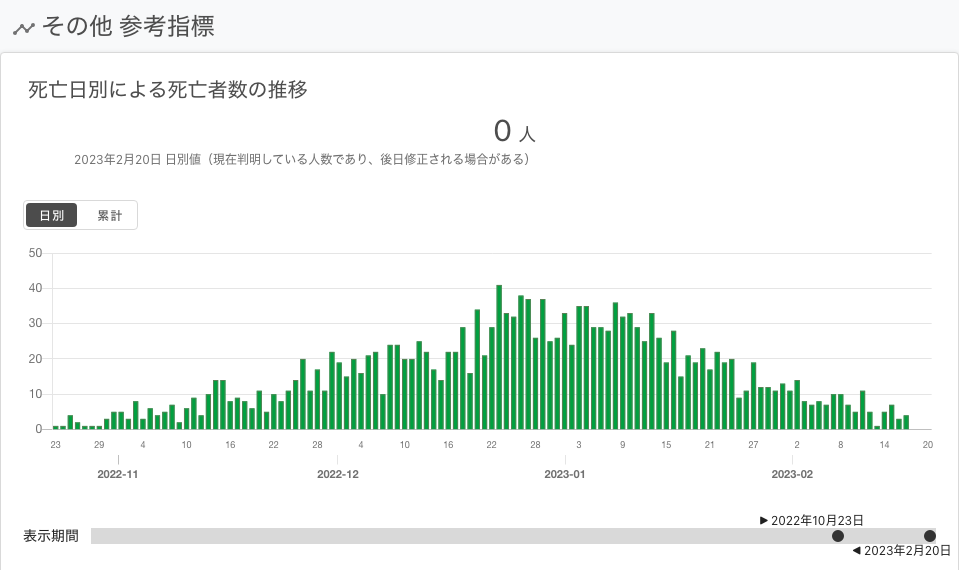 その他 参考指標
死亡日別による死亡者数の推移
0 人
2023年2月20日 日別値（現在判明している人数であり、後日修正される場合がある）
日別 累計
50
40
30
20
10
0
23 29 4 10 16 22 28 4 10 16 22 28 3 9 15 21 27 2 8 14 20
2022-11 2022-12 2023-01 2023-02
▶2022年10月23日
表示期間
◀2023年2月20日